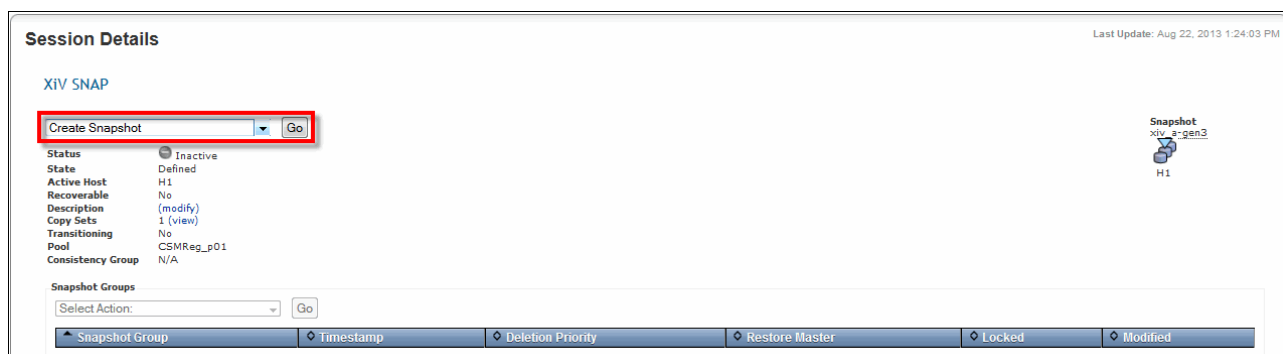 Session Details
Last Update: Aug 22, 2013 1:24:03 PM
XiV SNAP
Create Snapshot Go
Snapshot
xiv_a-gen3
H1
Status Inactive
State Defined
Active Host H1
Recoverable No
Description (modify)
Copy Sets 1 (view)
Transitioning No
Pool CSMReg_p01
Consistency Group N/A
Snapshot Groups
Select Action: Go
Snapshot Group Timestamp Deletion Priority Restore Master Locked Modified